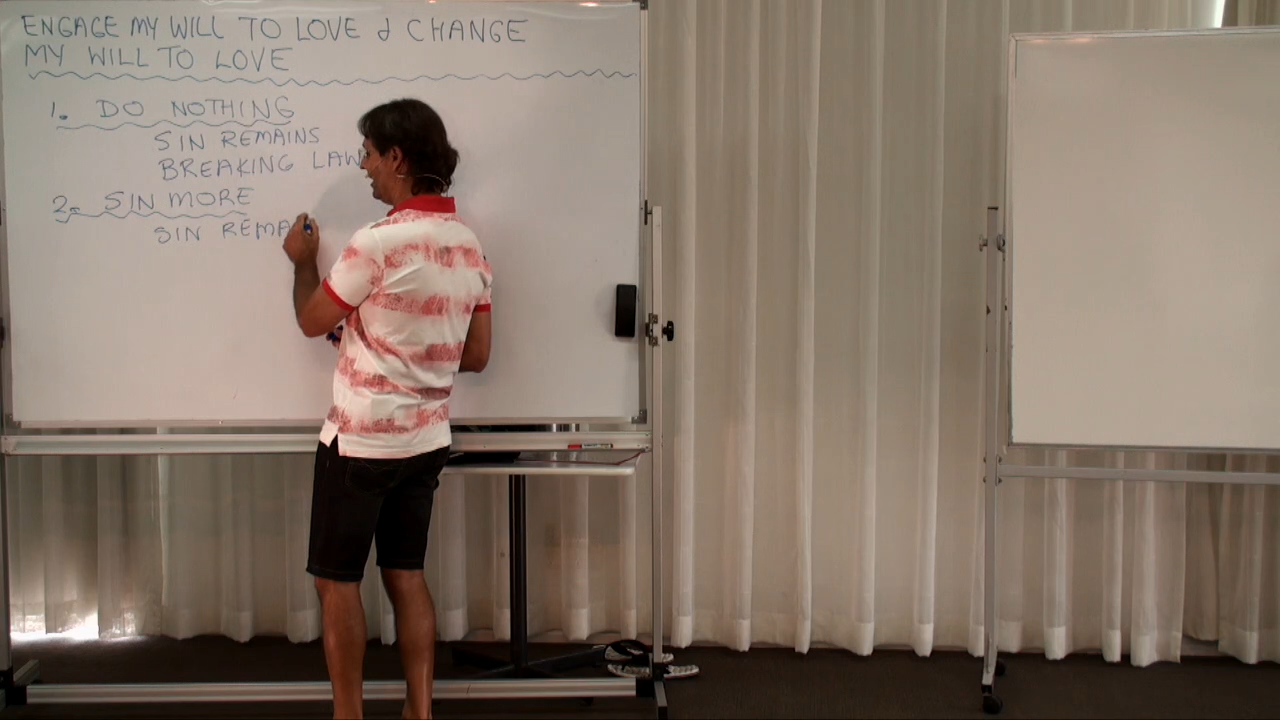 ENGAGE MY WILL TO LOVE & CHANGE
MY WILL TO LOVE
1. DO NOTHING
SIN REMAINS
BREAKING LAW
2. SIN MORE
SIN REMA